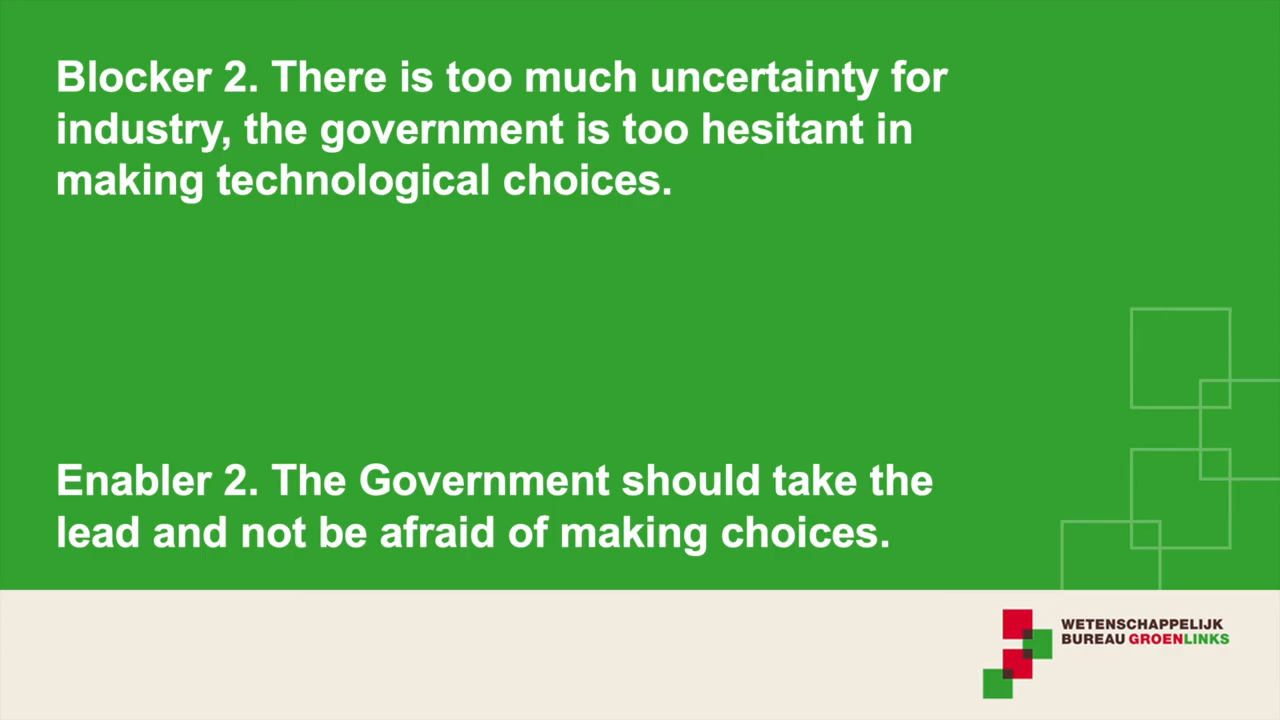 Blocker 2. There is too much uncertainty for
industry, the government is too hesitant in
making technological choices.
Enabler 2. The Government should take the
lead and not be afraid of making choices.
WETENSCHAPPELIJK
BUREAU GROENLINKS